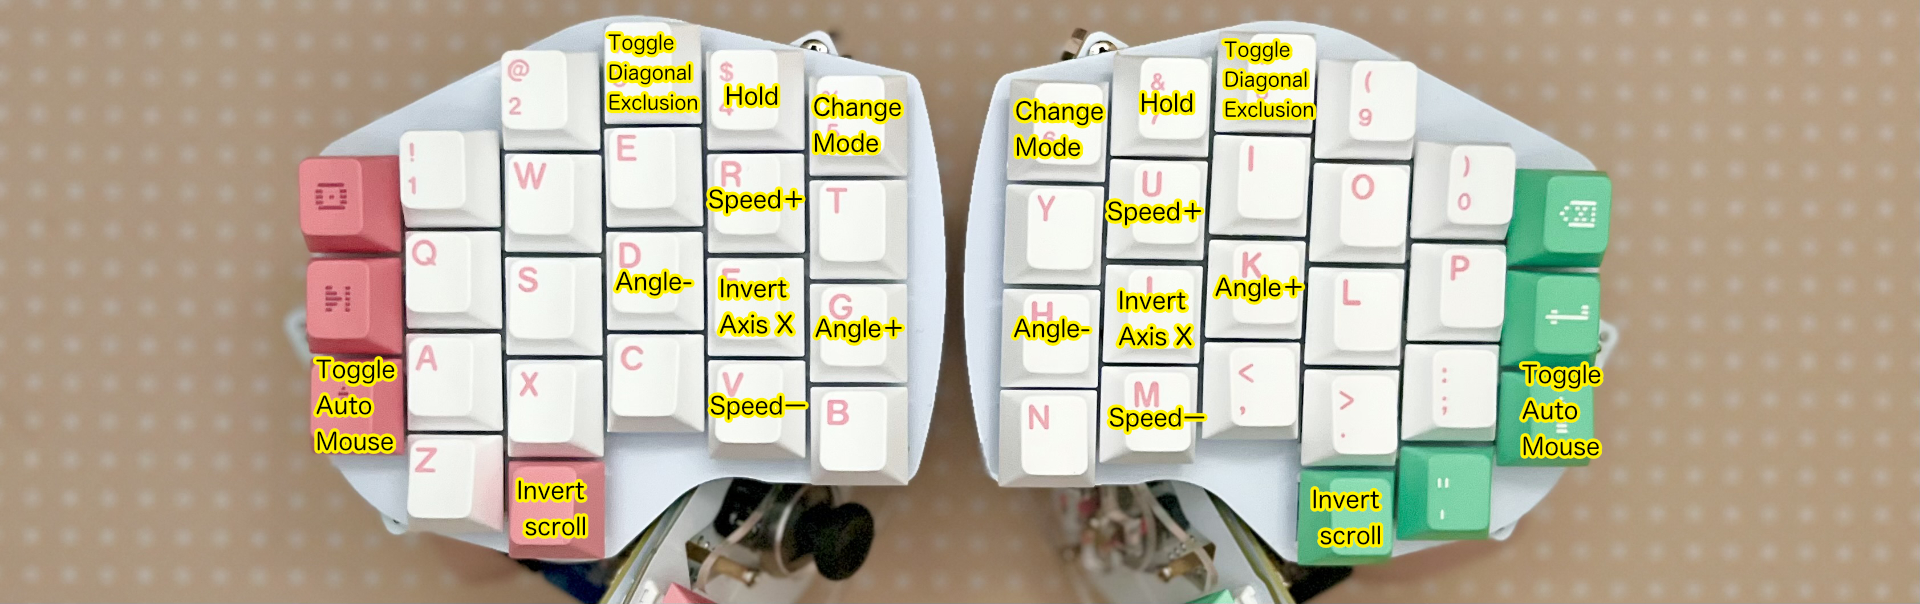 @
2
Toggle
Diagonal
Exclusion
$
4
Hold
Change
Mode
!
1
W
E
R
Speed+
T
Q
S
D
Angle-
Invert
Axis X
G
Angle+
Toggle
Auto
Mouse
A
X
C
V
Speed—
B
Z
Invert
scroll
Change
Mode
6
&
7
Hold
Toggle
Diagonal
Exclusion
(
9
)
0
Y
U
Speed+
I
O
P
H
Angle-
Invert
Axis X
K
Angle+
L
N
M
Speed—
<
,
>
.
:
;
Toggle
Auto
Mouse
Invert
scroll
"
'